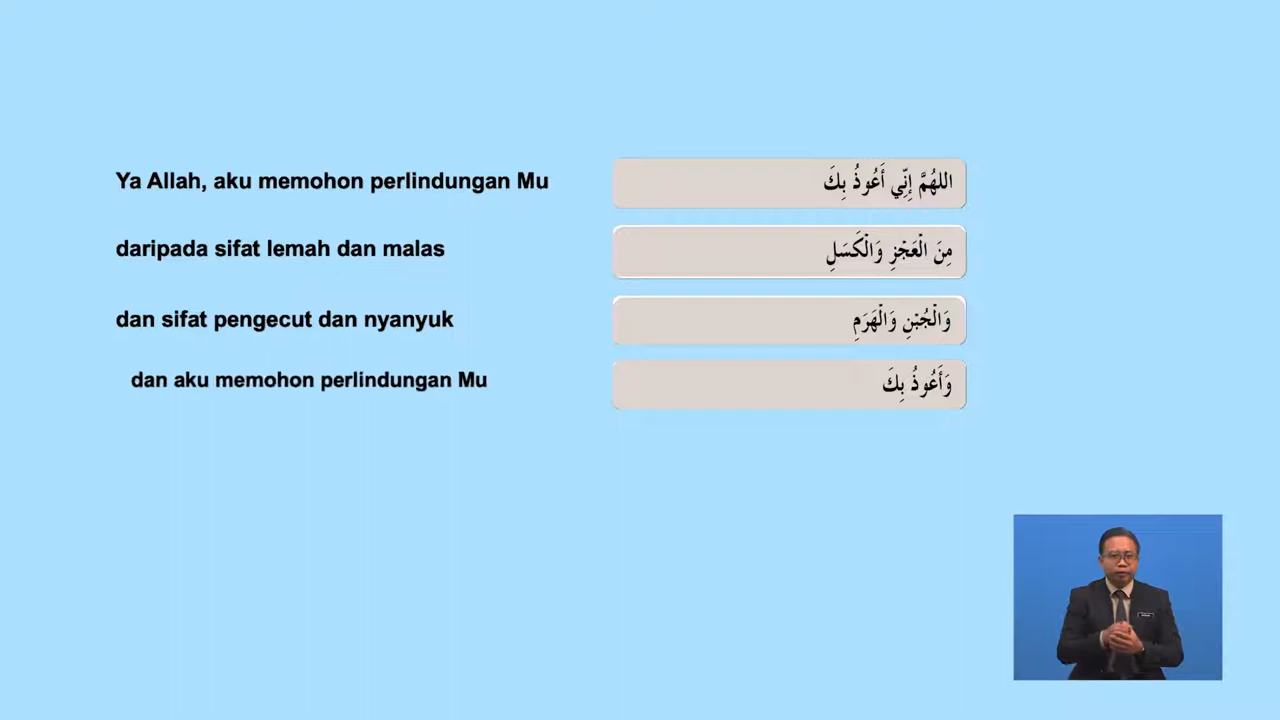 Ya Allah, aku memohon perlindungan Mu
اللهُمَّ إِنِّي أَعُوذُ بِكَ
daripada sifat lemah dan malas
مِنَ الْعَجْزِ وَالْكَسَلِ
dan sifat pengecut dan nyanyuk
وَالْجُبْنِ وَالْهَرَمِ
dan aku memohon perlindungan Mu
وَأَعُوذُ بِكَ